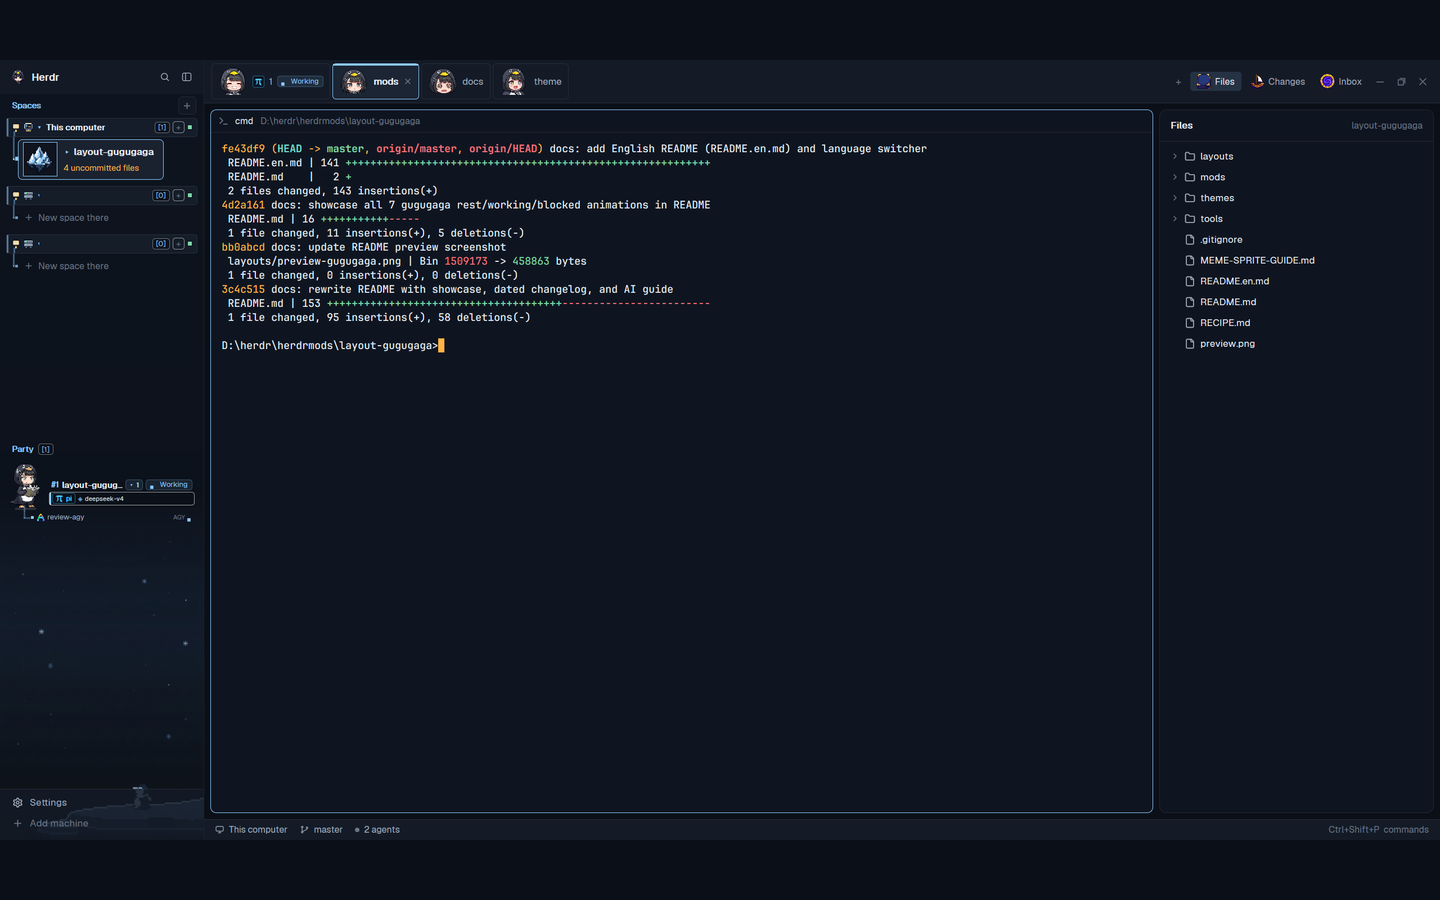 Herdr
Spaces
This computer [1]
layout-gugugaga
4 uncommitted files
[0]
New space there
[0]
New space there
Party [1]
#1 layout-gugug… 1 Working
π pi deepseek-v4
review-agy AGY
Settings
Add machine
π 1 Working
mods ×
docs
theme
Files
Changes
Inbox
cmd D:\herdr\herdrmods\layout-gugugaga
fe43df9 (HEAD -> master, origin/master, origin/HEAD) docs: add English README (README.en.md) and language switcher
README.en.md | 141 +++++++++++++++++++++++++++++++++++++++++++++++++++++++++++++++
README.md    |   2 +
2 files changed, 143 insertions(+)
4d2a161 docs: showcase all 7 gugugaga rest/working/blocked animations in README
README.md | 16 +++++++++++-----
1 file changed, 11 insertions(+), 5 deletions(-)
bb0abcd docs: update README preview screenshot
layouts/preview-gugugaga.png | Bin 1509173 -> 458863 bytes
1 file changed, 0 insertions(+), 0 deletions(-)
3c4c515 docs: rewrite README with showcase, dated changelog, and AI guide
README.md | 153 ++++++++++++++++++++++++++++++++++++++-------------------------
1 file changed, 95 insertions(+), 58 deletions(-)
D:\herdr\herdrmods\layout-gugugaga>
Files layout-gugugaga
layouts
mods
themes
tools
.gitignore
MEME-SPRITE-GUIDE.md
README.en.md
README.md
RECIPE.md
preview.png
This computer master 2 agents
Ctrl+Shift+P commands